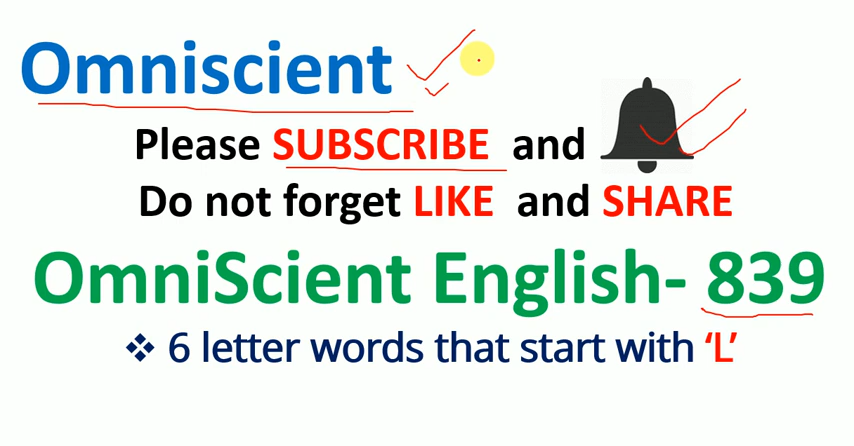 Omniscient
Please SUBSCRIBE and
Do not forget LIKE and SHARE
OmniScient English- 839
❖ 6 letter words that start with ‘L’